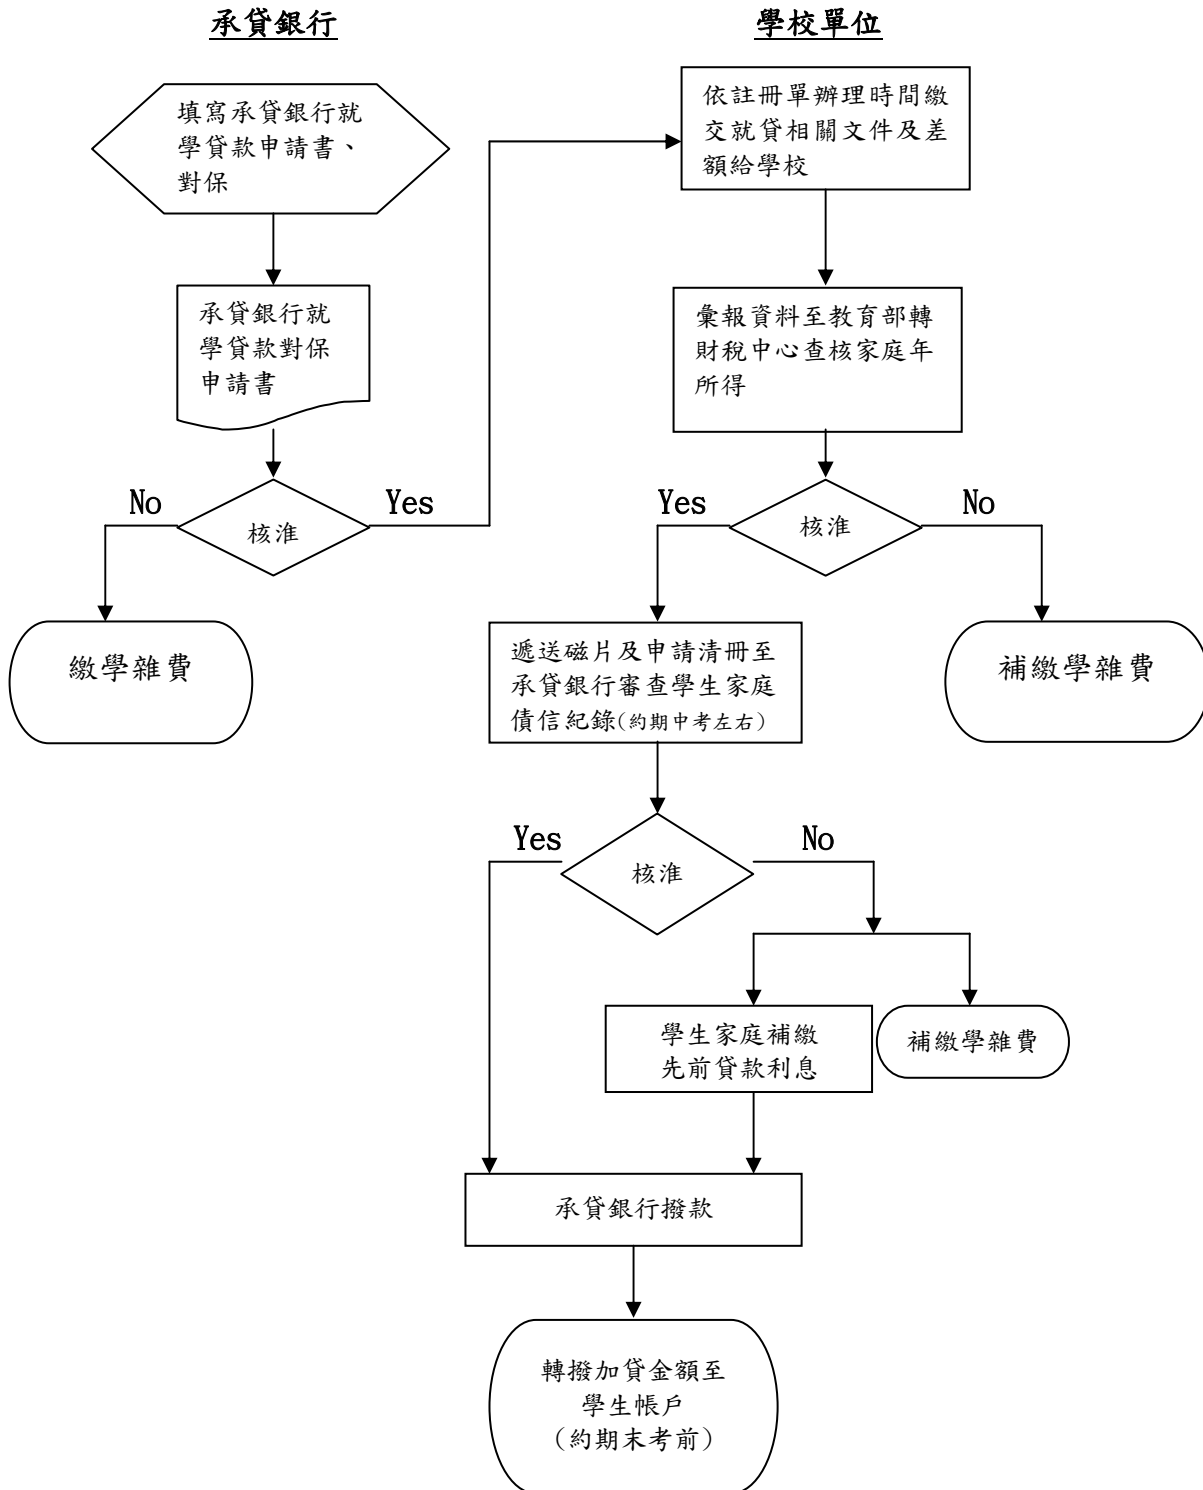 承貸銀行
學校單位
填寫承貸銀行就
學貸款申請書、
對保
依註冊單辦理時間繳
交就貸相關文件及差
額給學校
承貸銀行就
學貸款對保
申請書
彙報資料至教育部轉
財稅中心查核家庭年
所得
No
Yes
核准
Yes
No
核准
繳學雜費
遞送磁片及申請清冊至
承貸銀行審查學生家庭
債信紀錄(約期中考左右)
補繳學雜費
Yes
No
核准
學生家庭補繳
先前貸款利息
補繳學雜費
承貸銀行撥款
轉撥加貸金額至
學生帳戶
(約期末考前)